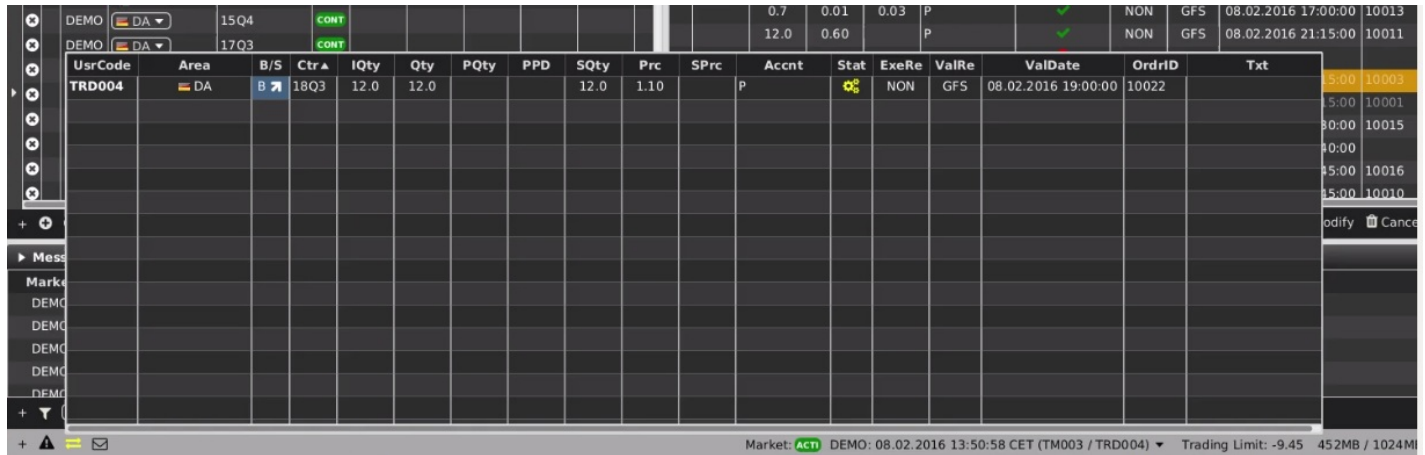 DEMO DA 15Q4 CONT 0.7 0.01 0.03 P NON GFS 08.02.2016 17:00:00 10013
DEMO DA 17Q3 CONT 12.0 0.60 P NON GFS 08.02.2016 21:15:00 10011
UsrCode Area B/S Ctr▲ IQty Qty PQty PPD SQty Prc SPrc Accnt Stat ExeRe ValRe ValDate OrdrID Txt
TRD004 DA B 18Q3 12.0 12.0 12.0 1.10 P NON GFS 08.02.2016 19:00:00 10022
5:00 10003
5:00 10001
30:00 10015
40:00
45:00 10016
45:00 10010
odify Cance
Mess
Marke
DEMO
DEMO
DEMO
DEMO
DEMO
Market: ACTI DEMO: 08.02.2016 13:50:58 CET (TM003 / TRD004) Trading Limit: -9.45 452MB / 1024M